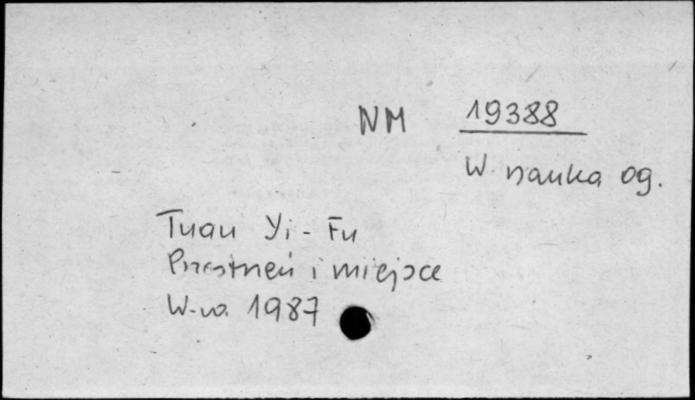 NM 19388
W nauka og.
Tuan Yi-Fu
Przestrzeń i miejsce
W-wa 1987